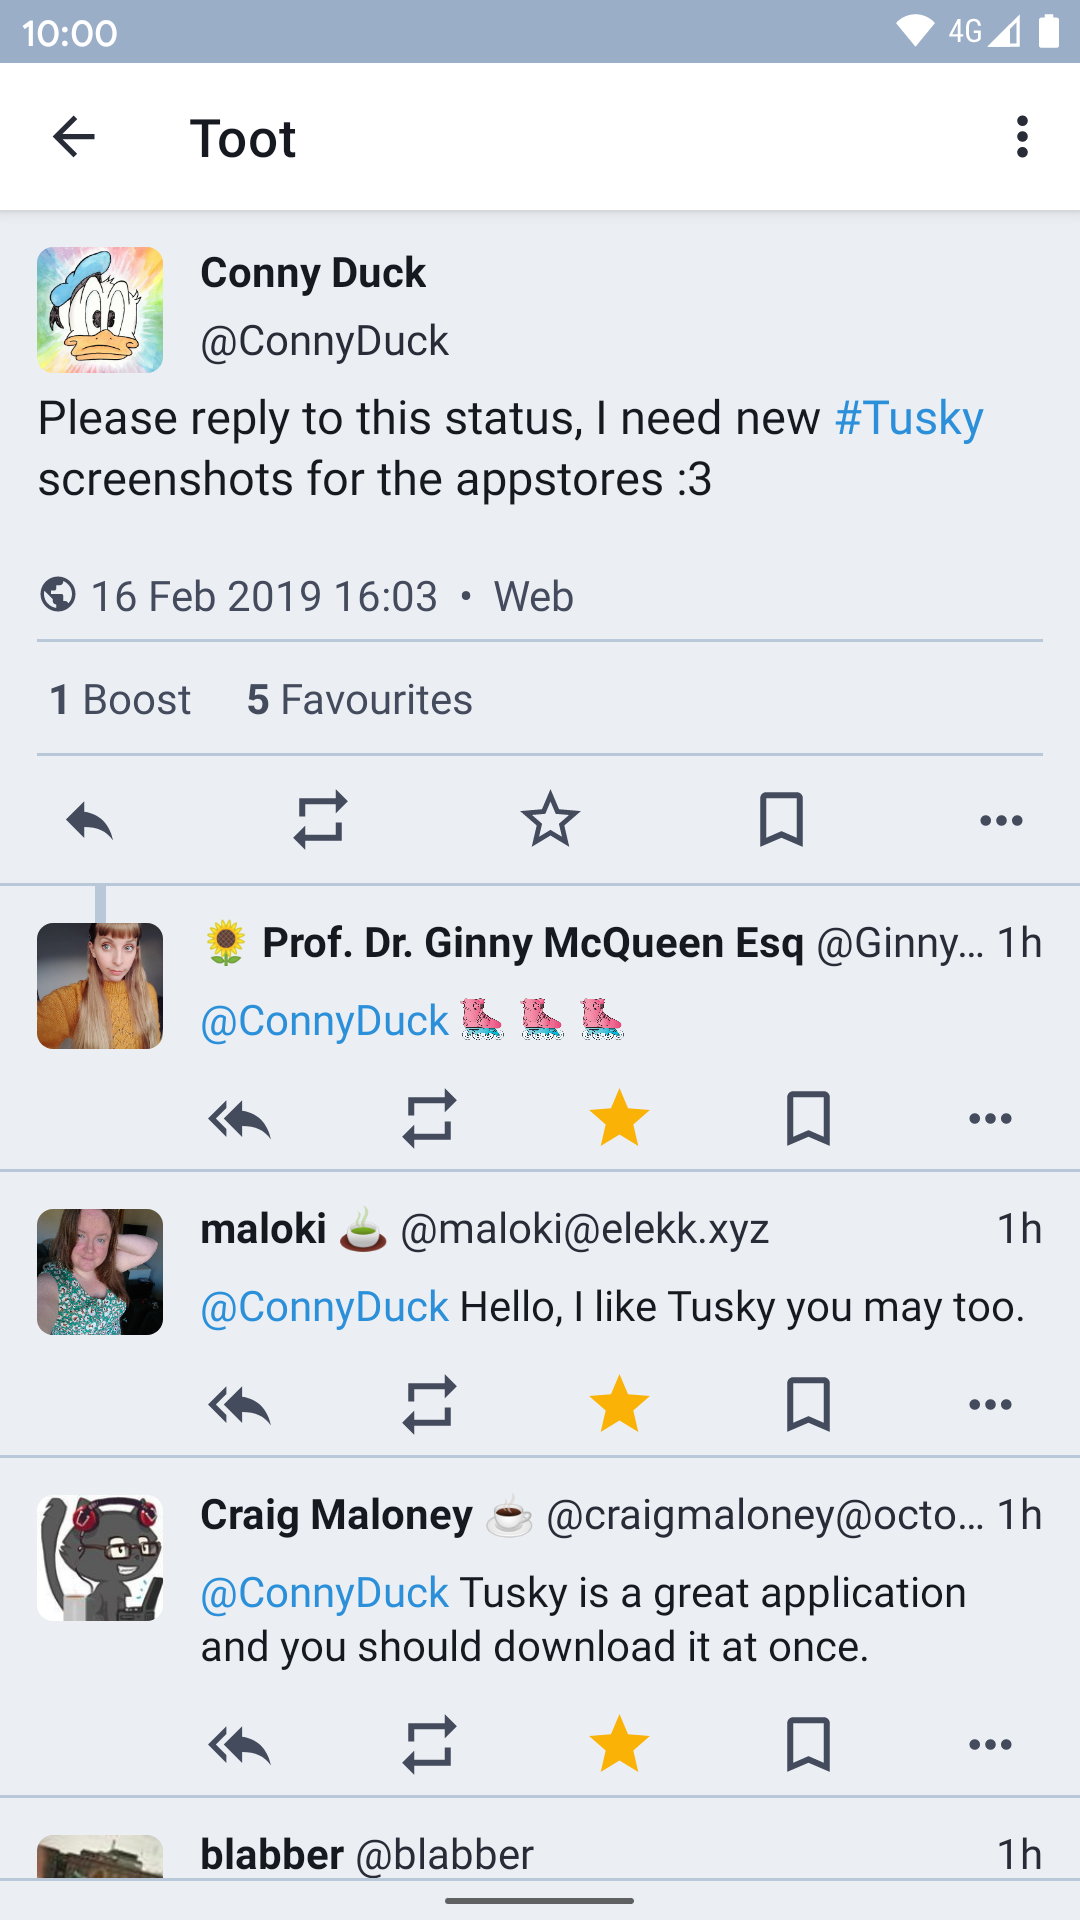 10:00
4G
Toot
Conny Duck
@ConnyDuck
Please reply to this status, I need new #Tusky
screenshots for the appstores :3
16 Feb 2019 16:03 • Web
1 Boost 5 Favourites
🌻 Prof. Dr. Ginny McQueen Esq @Ginny… 1h
@ConnyDuck
maloki 🍵 @maloki@elekk.xyz 1h
@ConnyDuck Hello, I like Tusky you may too.
Craig Maloney ☕ @craigmaloney@octo… 1h
@ConnyDuck Tusky is a great application
and you should download it at once.
blabber @blabber 1h